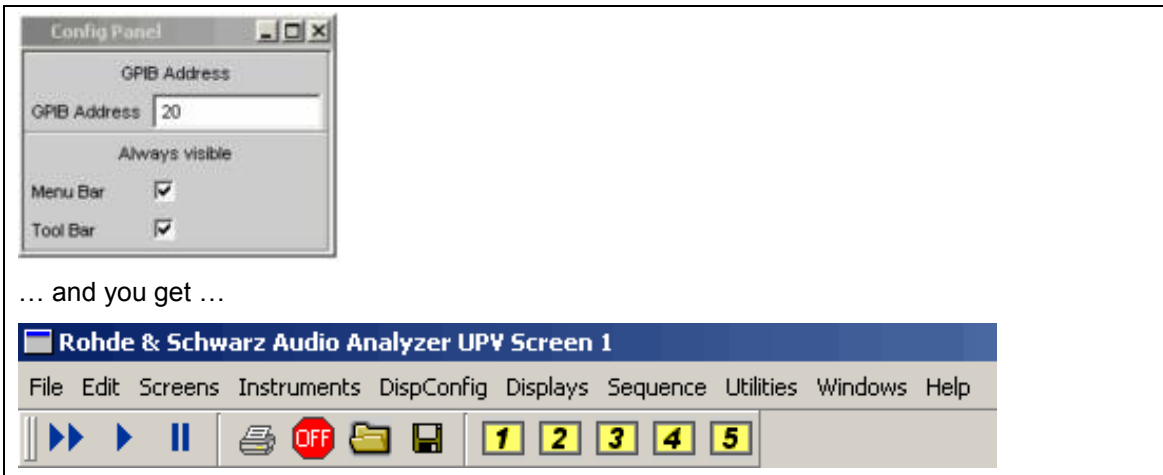 Config Panel
GPIB Address
GPIB Address 20
Always visible
Menu Bar
Tool Bar
… and you get …
Rohde & Schwarz Audio Analyzer UPV Screen 1
File Edit Screens Instruments DispConfig Displays Sequence Utilities Windows Help
OFF 1 2 3 4 5